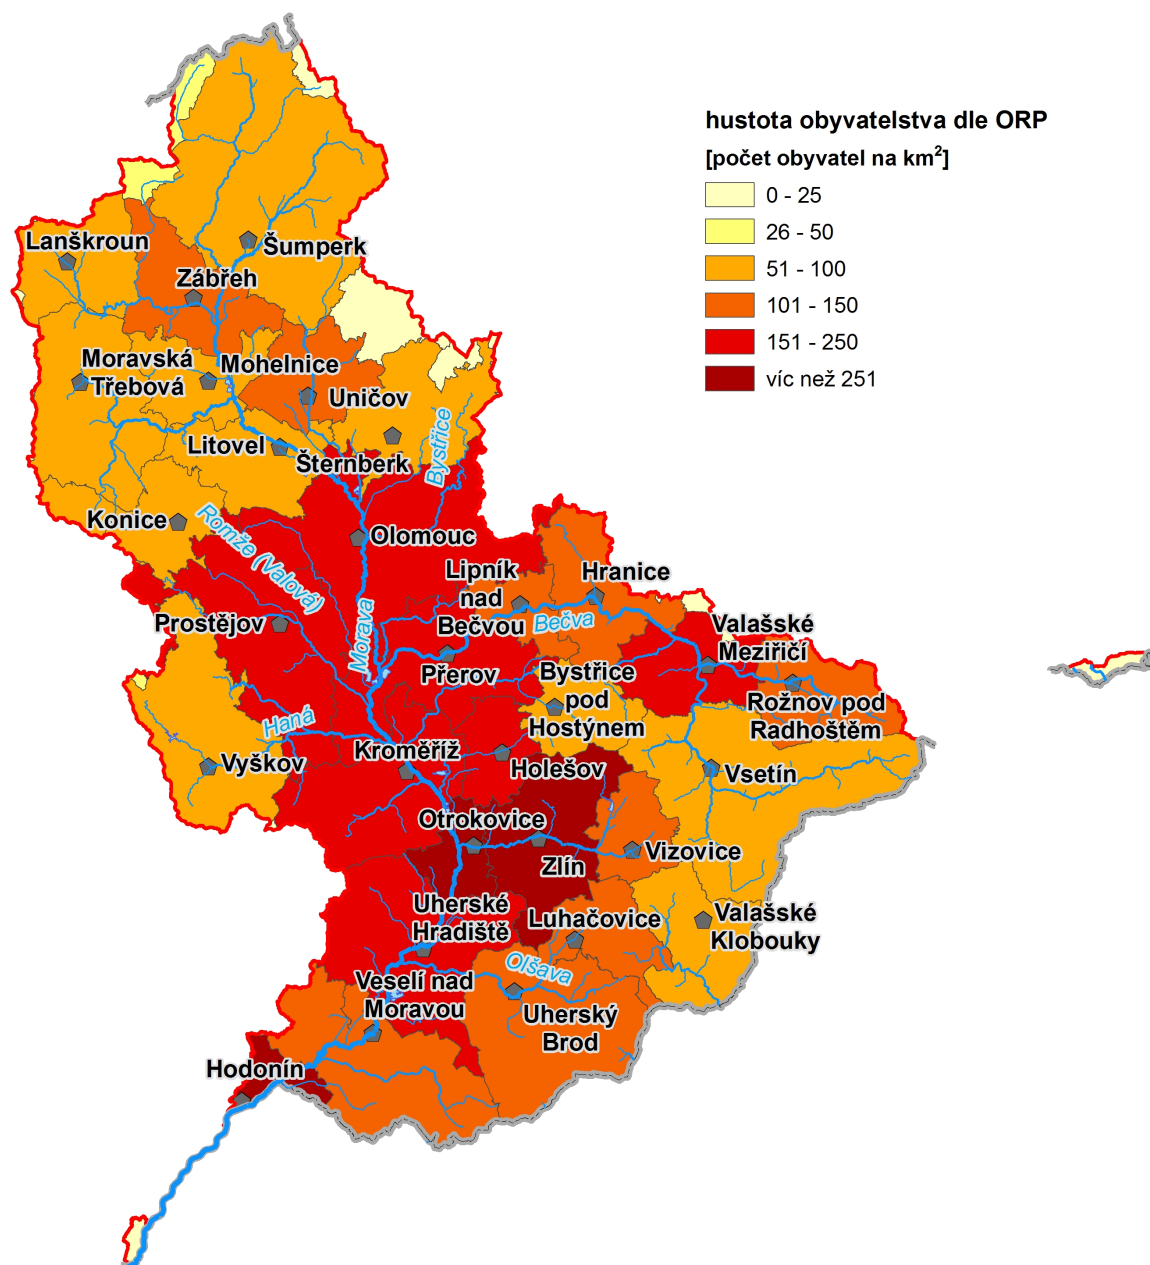 hustota obyvatelstva dle ORP
[počet obyvatel na km²]
0 - 25
26 - 50
51 - 100
101 - 150
151 - 250
víc než 251
Lanškroun
Šumperk
Zábřeh
Moravská
Třebová
Mohelnice
Uničov
Litovel
Šternberk
Bystřice
Konice
Romže (Valová)
Olomouc
Lipník
nad
Bečvou
Hranice
Bečva
Prostějov
Morava
Přerov
Valašské
Meziříčí
Bystřice
pod
Hostýnem
Rožnov pod
Radhoštěm
Haná
Vyškov
Kroměříž
Holešov
Vsetín
Otrokovice
Zlín
Vizovice
Uherské
Hradiště
Luhačovice
Valašské
Klobouky
Olšava
Veselí nad
Moravou
Uherský
Brod
Hodonín